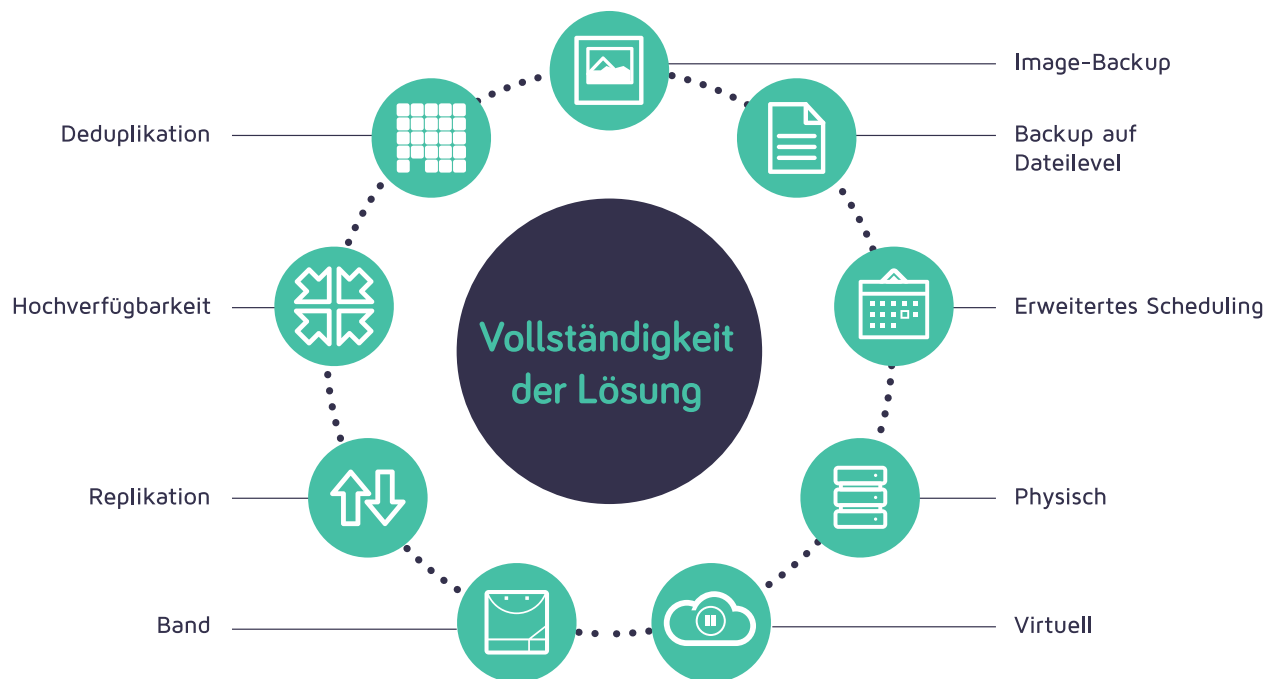 Image-Backup
Deduplikation
Backup auf
Dateilevel
Hochverfügbarkeit
Erweitertes Scheduling
Vollständigkeit
der Lösung
Replikation
Physisch
Band
Virtuell